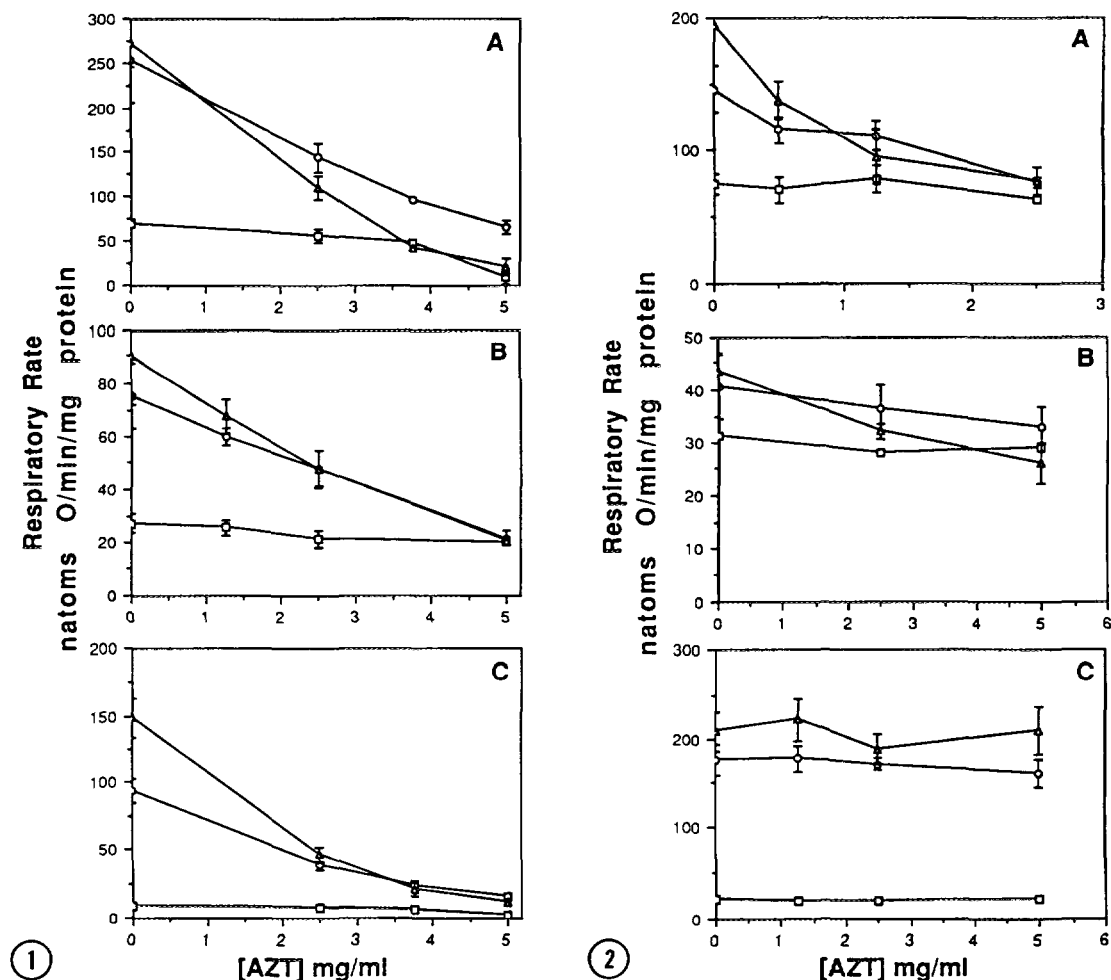 300
250
200
150
100
50
0
A
0 1 2 3 4 5
100
80
60
40
20
0
B
0 1 2 3 4 5
200
150
100
50
0
C
0 1 2 3 4 5
Respiratory Rate
natoms O/min/mg protein
[AZT] mg/ml
1
200
100
0
A
0 1 2 3
50
40
30
20
10
0
B
0 1 2 3 4 5 6
300
200
100
0
C
0 1 2 3 4 5 6
Respiratory Rate
natoms O/min/mg protein
[AZT] mg/ml
2